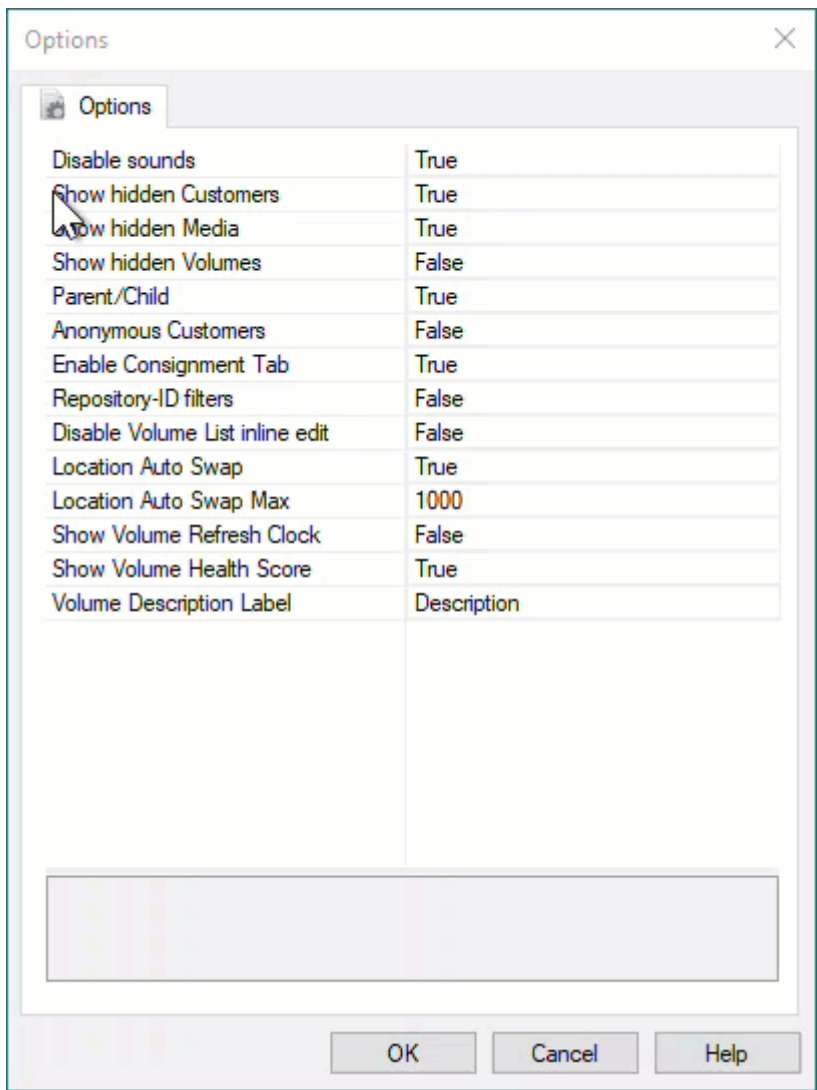 Options
Options
Disable sounds True
Show hidden Customers True
Show hidden Media True
Show hidden Volumes False
Parent/Child True
Anonymous Customers False
Enable Consignment Tab True
Repository-ID filters False
Disable Volume List inline edit False
Location Auto Swap True
Location Auto Swap Max 1000
Show Volume Refresh Clock False
Show Volume Health Score True
Volume Description Label Description
OK Cancel Help